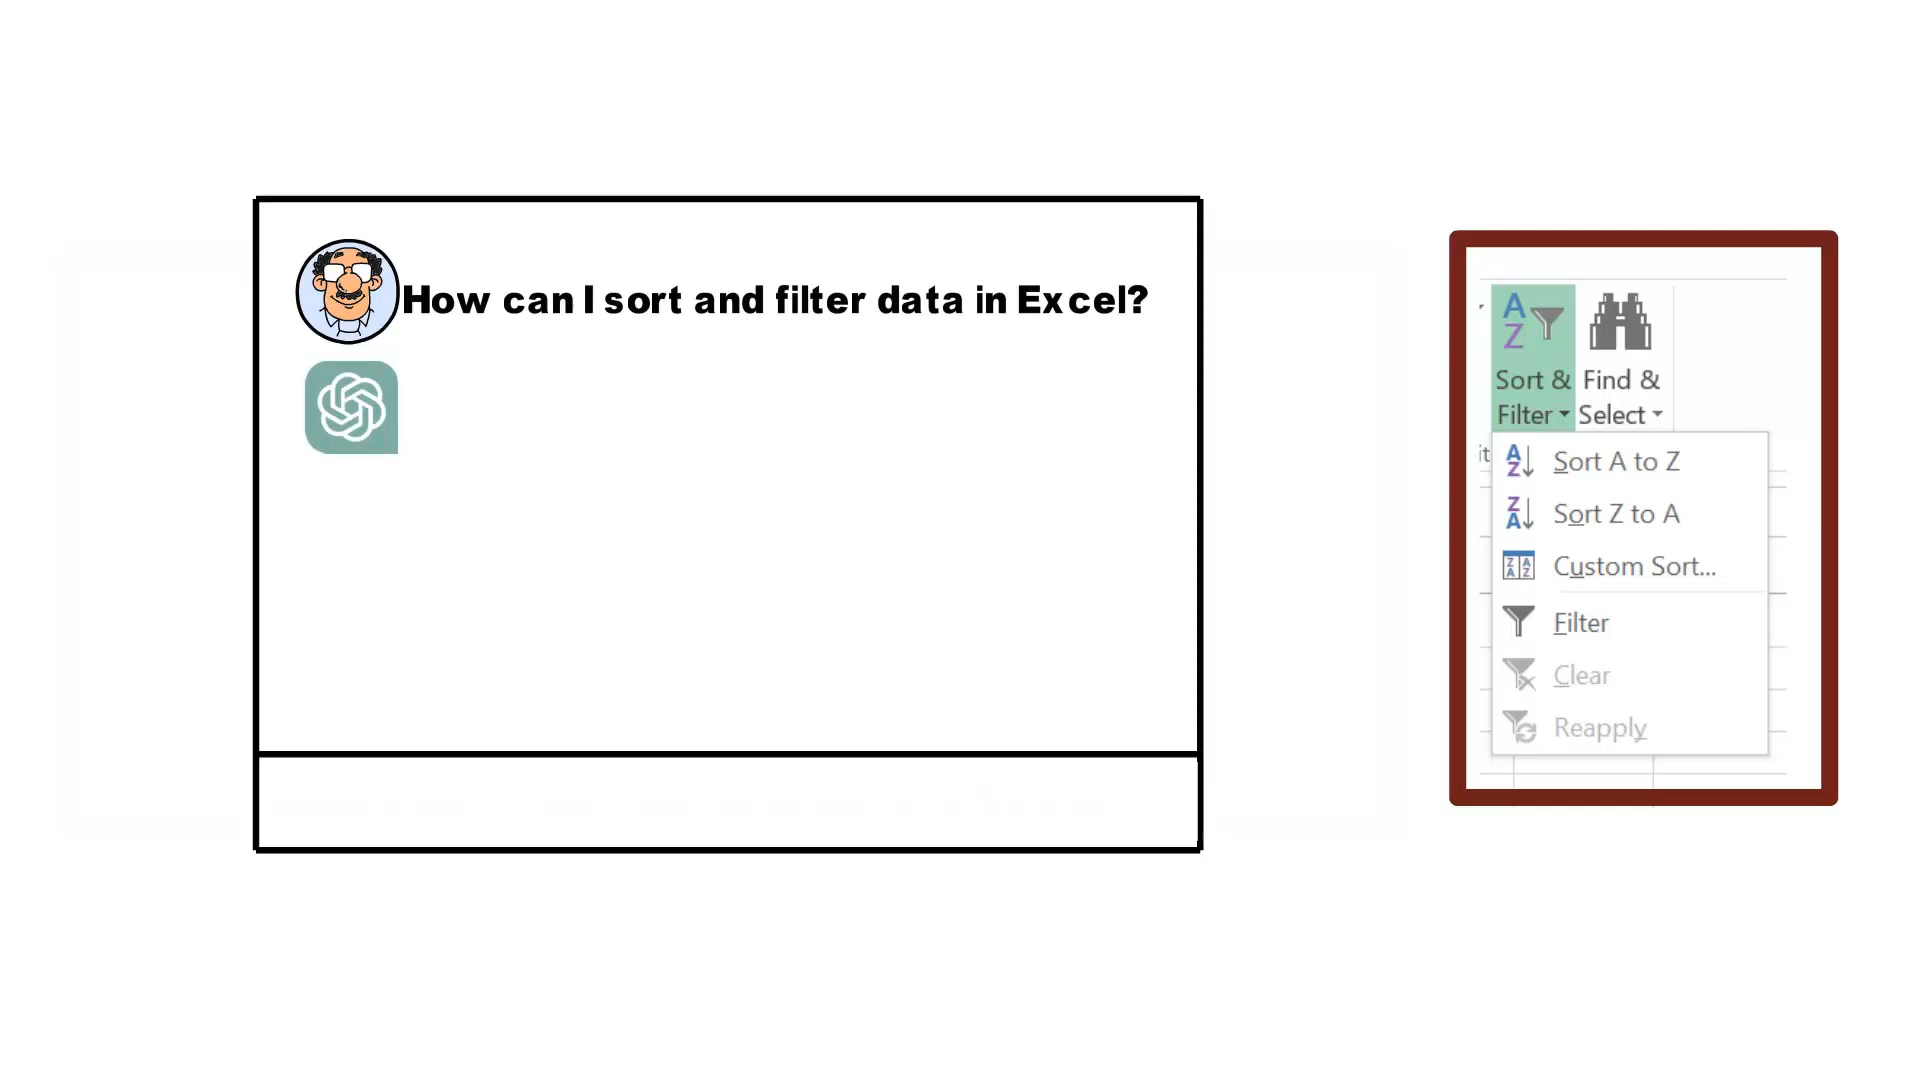 How can I sort and filter data in Excel?
A
Z
Sort &
Filter
Find &
Select
it
A
Z
Sort A to Z
Z
A
Sort Z to A
Z A
A Z
Custom Sort...
Filter
Clear
Reapply